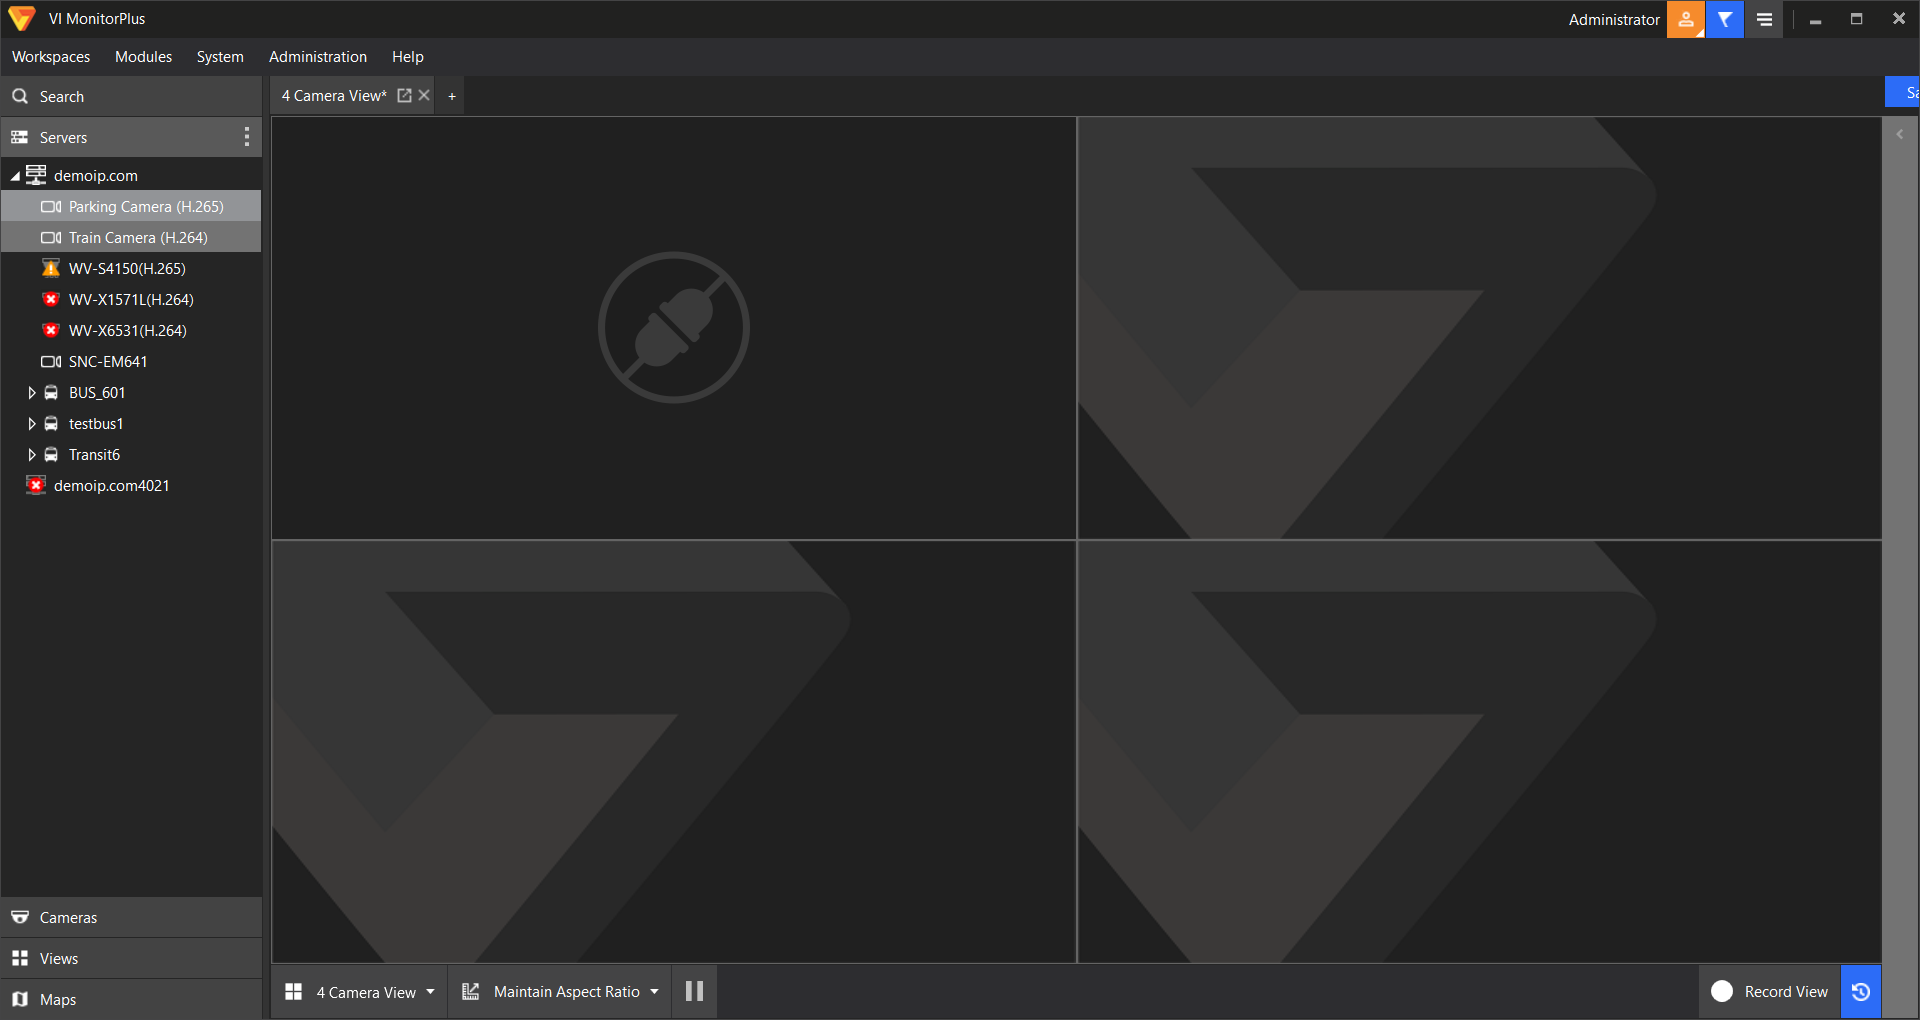 VI MonitorPlus
Administrator
Workspaces Modules System Administration Help
Search
4 Camera View*
+
Sa
Servers
demoip.com
Parking Camera (H.265)
Train Camera (H.264)
WV-S4150(H.265)
WV-X1571L(H.264)
WV-X6531(H.264)
SNC-EM641
BUS_601
testbus1
Transit6
demoip.com4021
Cameras
Views
Maps
4 Camera View
Maintain Aspect Ratio
Record View